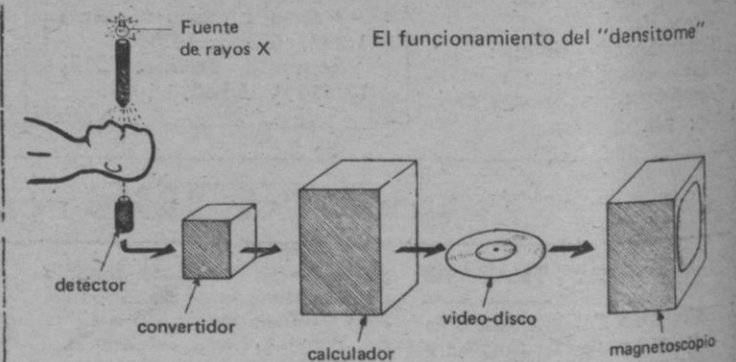 Fuente
de rayos X
El funcionamiento del "densitome"
detector
convertidor
calculador
video-disco
magnetoscopio